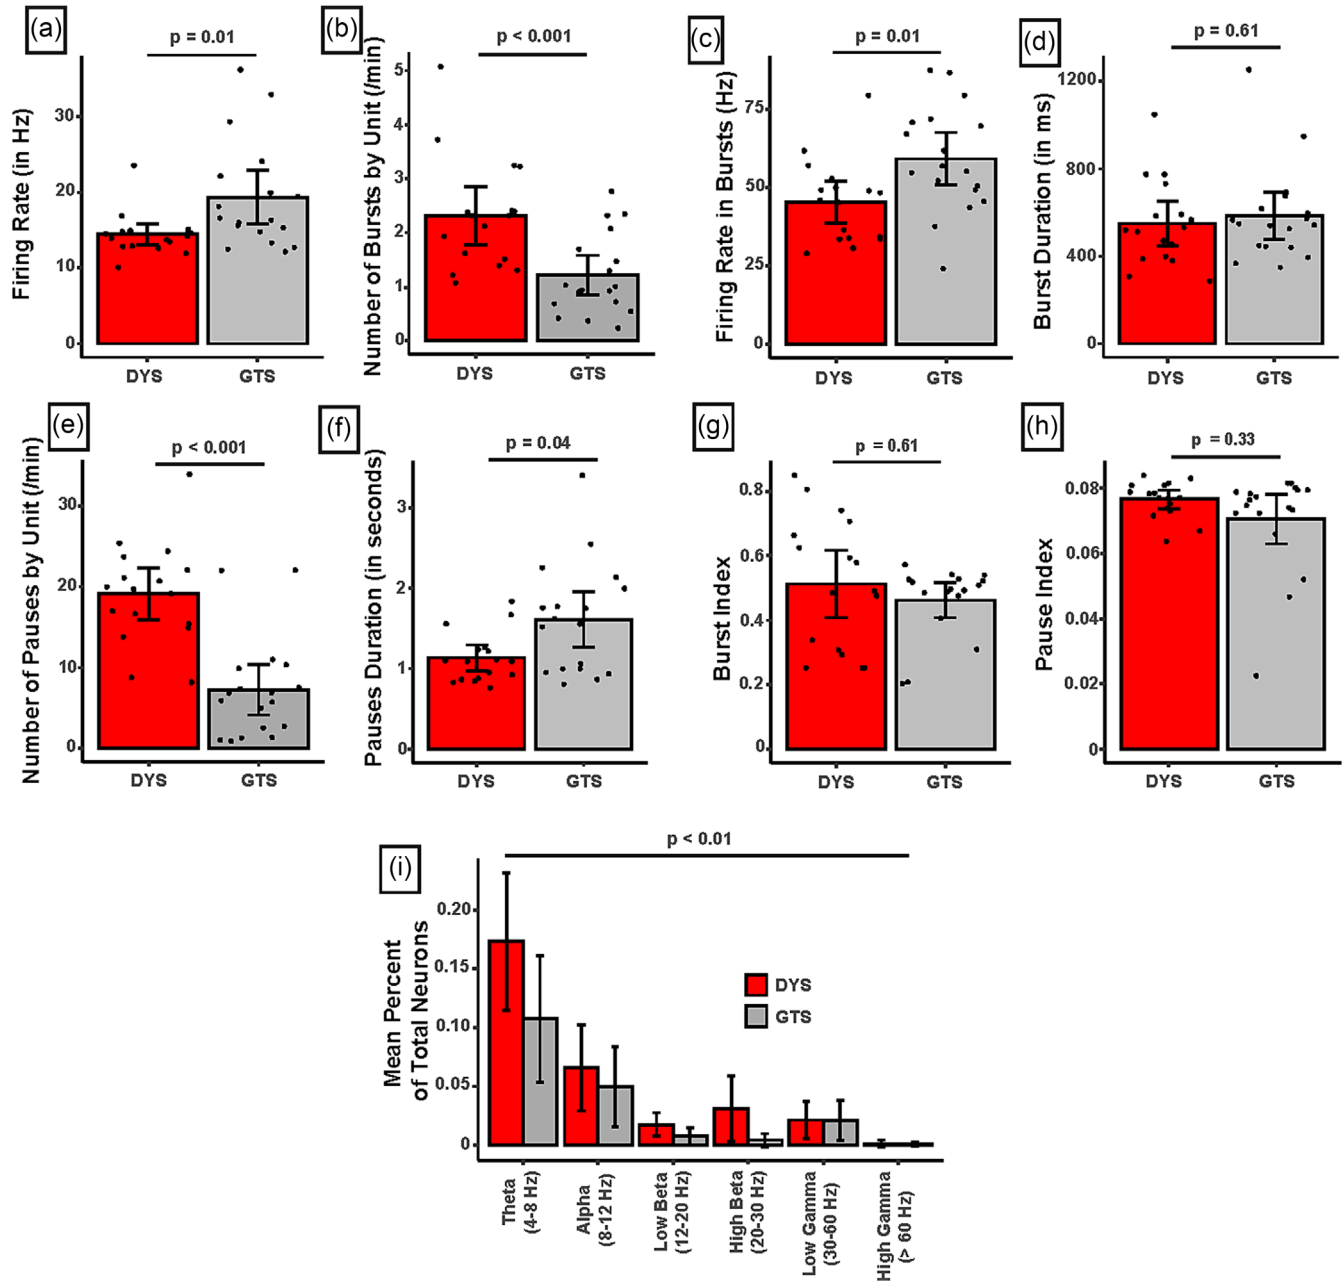 (a)
p = 0.01
Firing Rate (in Hz)
30
20
10
0
DYS
GTS
(b)
p < 0.001
Number of Bursts by Unit (/min)
5
4
3
2
1
0
DYS
GTS
(c)
p = 0.01
Firing Rate in Bursts (Hz)
75
50
25
0
DYS
GTS
(d)
p = 0.61
Burst Duration (in ms)
1200
800
400
0
DYS
GTS
(e)
p < 0.001
Number of Pauses by Unit (/min)
30
20
10
0
DYS
GTS
(f)
p = 0.04
Pauses Duration (in seconds)
3
2
1
0
DYS
GTS
(g)
p = 0.61
Burst Index
0.8
0.6
0.4
0.2
0
DYS
GTS
(h)
p = 0.33
Pause Index
0.08
0.06
0.04
0.02
0
DYS
GTS
(i)
p < 0.01
Mean Percent
of Total Neurons
0.20
0.15
0.10
0.05
0
DYS
GTS
Theta
(4-8 Hz)
Alpha
(8-12 Hz)
Low Beta
(12-20 Hz)
High Beta
(20-30 Hz)
Low Gamma
(30-60 Hz)
High Gamma
(> 60 Hz)